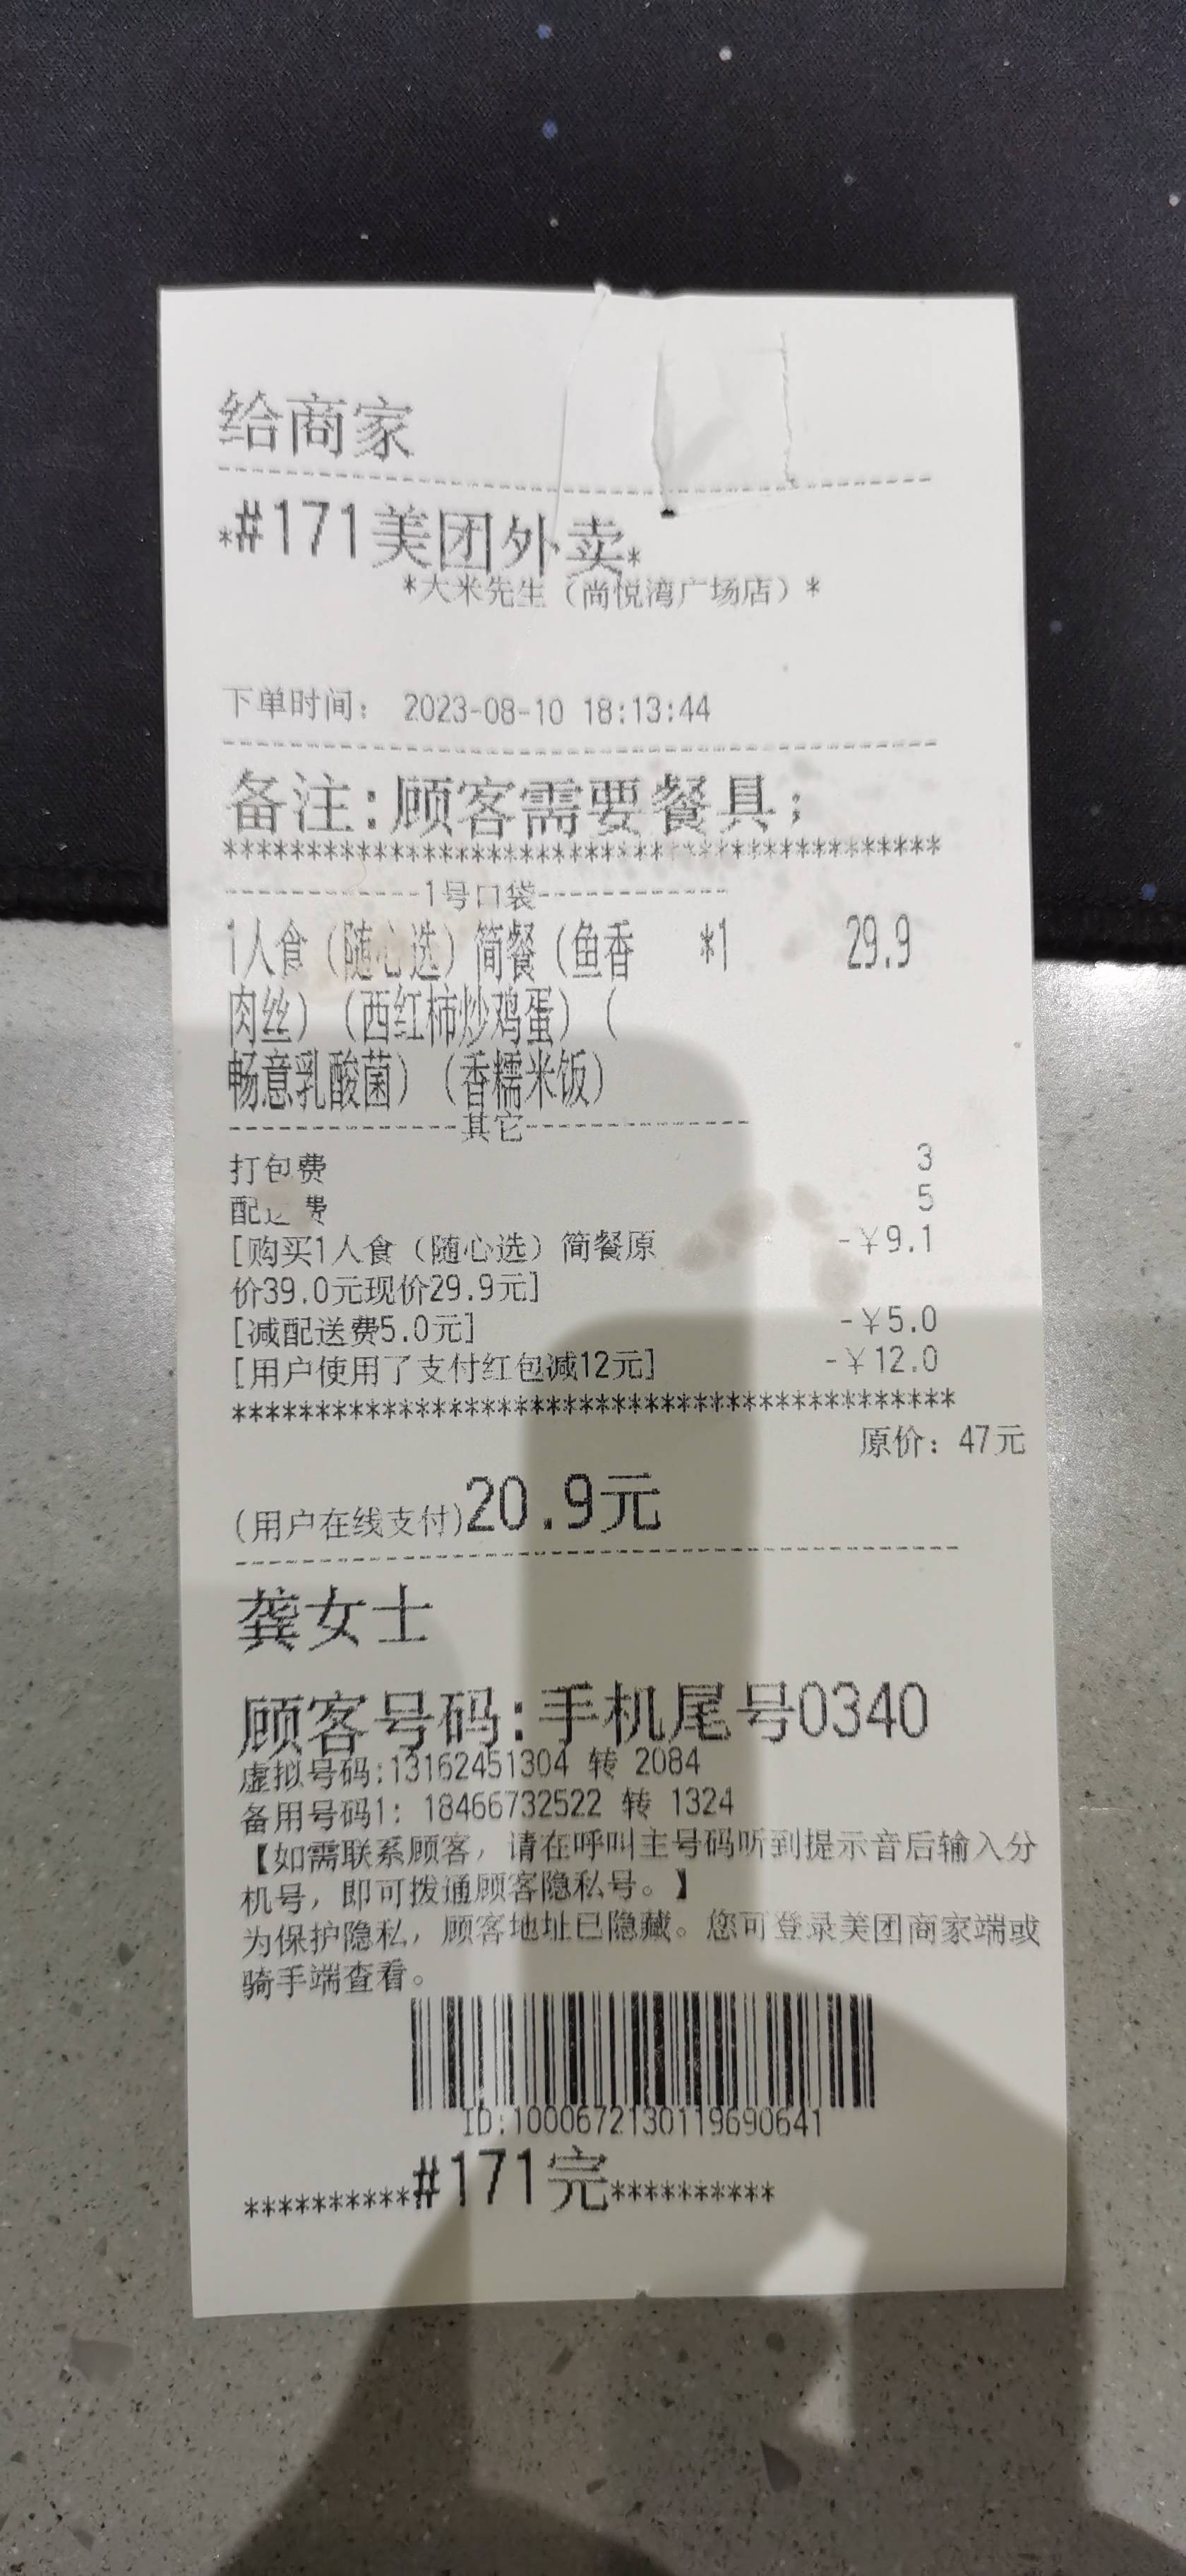 给商家
--------------------------------
*#171美团外卖*
*大米先生（尚悦湾广场店）*
下单时间： 2023-08-10 18:13:44
--------------------------------
备注:顾客需要餐具;
********************************
------------1号口袋------------
1人食（随心选）简餐（鱼香 *1 29.9
肉丝）（西红柿炒鸡蛋）（
畅意乳酸菌）（香糯米饭）
--------------其它--------------
打包费 3
配送费 5
[购买1人食（随心选）简餐原 -¥9.1
价39.0元现价29.9元]
[减配送费5.0元] -¥5.0
[用户使用了支付红包减12元] -¥12.0
********************************
原价：47元
(用户在线支付)20.9元
--------------------------------
龚女士
顾客号码:手机尾号0340
虚拟号码:13162451304 转 2084
备用号码1: 18466732522 转 1324
【如需联系顾客，请在呼叫主号码听到提示音后输入分
机号，即可拨通顾客隐私号。】
为保护隐私，顾客地址已隐藏。您可登录美团商家端或
骑手端查看。
ID:1000672130119690641
**********#171完**********